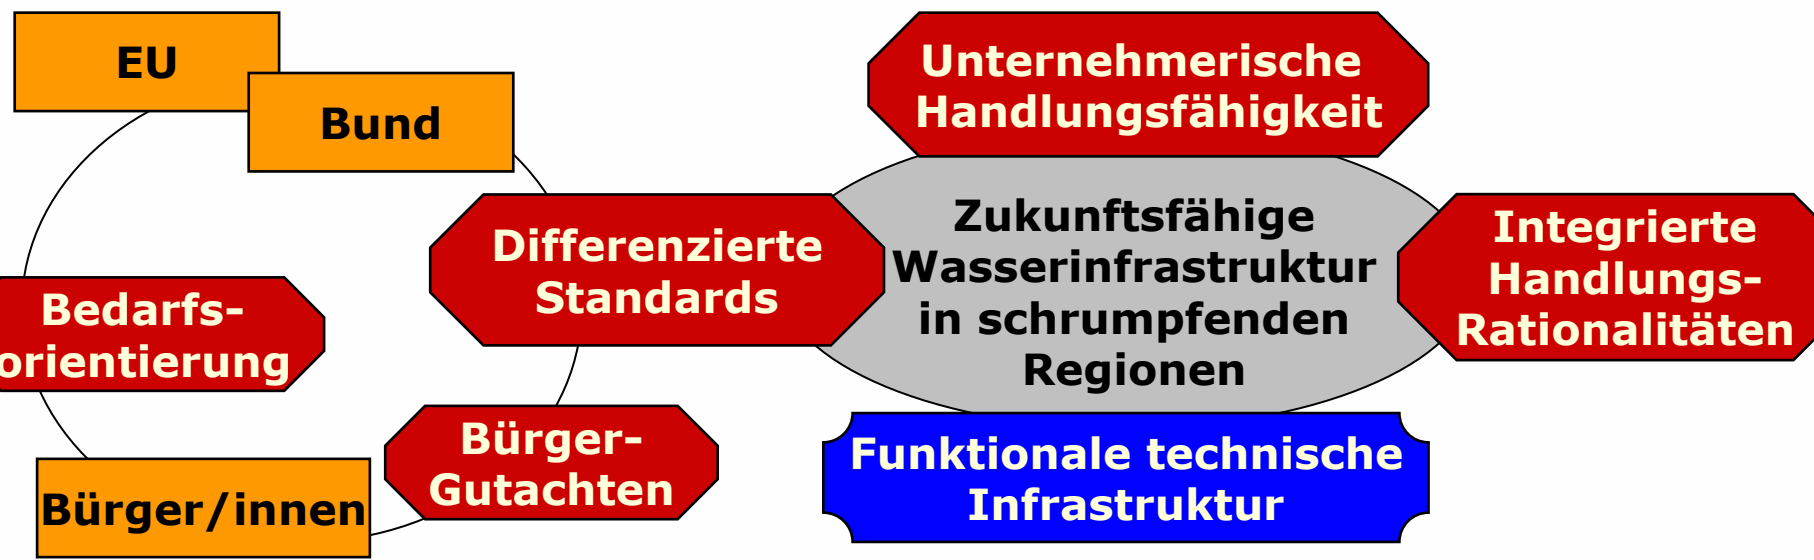 EU
Bund
Unternehmerische
Handlungsfähigkeit
Differenzierte
Standards
Zukunftsfähige
Wasserinfrastruktur
in schrumpfenden
Regionen
Integrierte
Handlungs-
Rationalitäten
Bedarfs-
orientierung
Bürger-
Gutachten
Bürger/innen
Funktionale technische
Infrastruktur